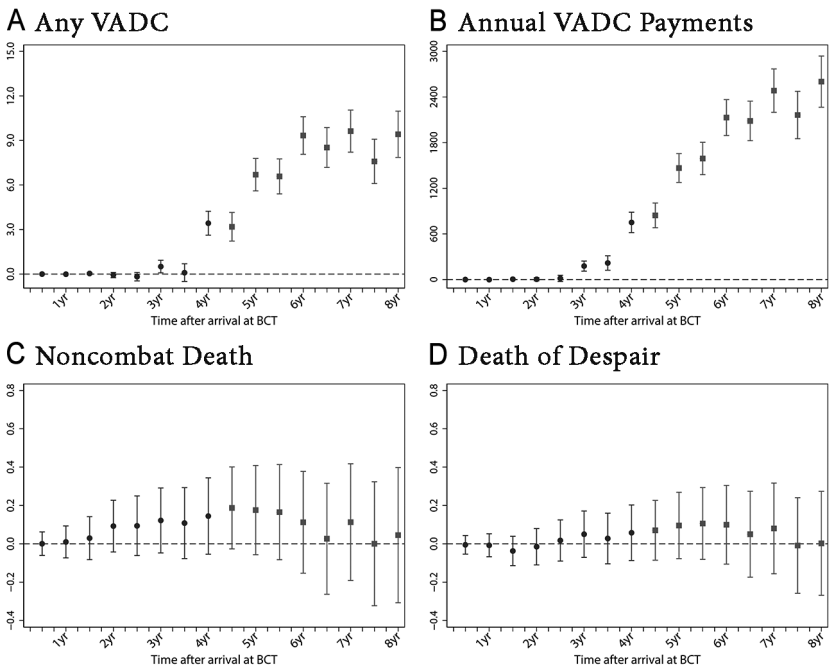 A Any VADC
15.0
12.0
9.0
6.0
3.0
0.0
1yr 2yr 3yr 4yr 5yr 6yr 7yr 8yr
Time after arrival at BCT
B Annual VADC Payments
3000
2400
1800
1200
600
0
1yr 2yr 3yr 4yr 5yr 6yr 7yr 8yr
Time after arrival at BCT
C Noncombat Death
0.8
0.6
0.4
0.2
0.0
−0.2
−0.4
1yr 2yr 3yr 4yr 5yr 6yr 7yr 8yr
Time after arrival at BCT
D Death of Despair
0.8
0.6
0.4
0.2
0.0
−0.2
−0.4
1yr 2yr 3yr 4yr 5yr 6yr 7yr 8yr
Time after arrival at BCT